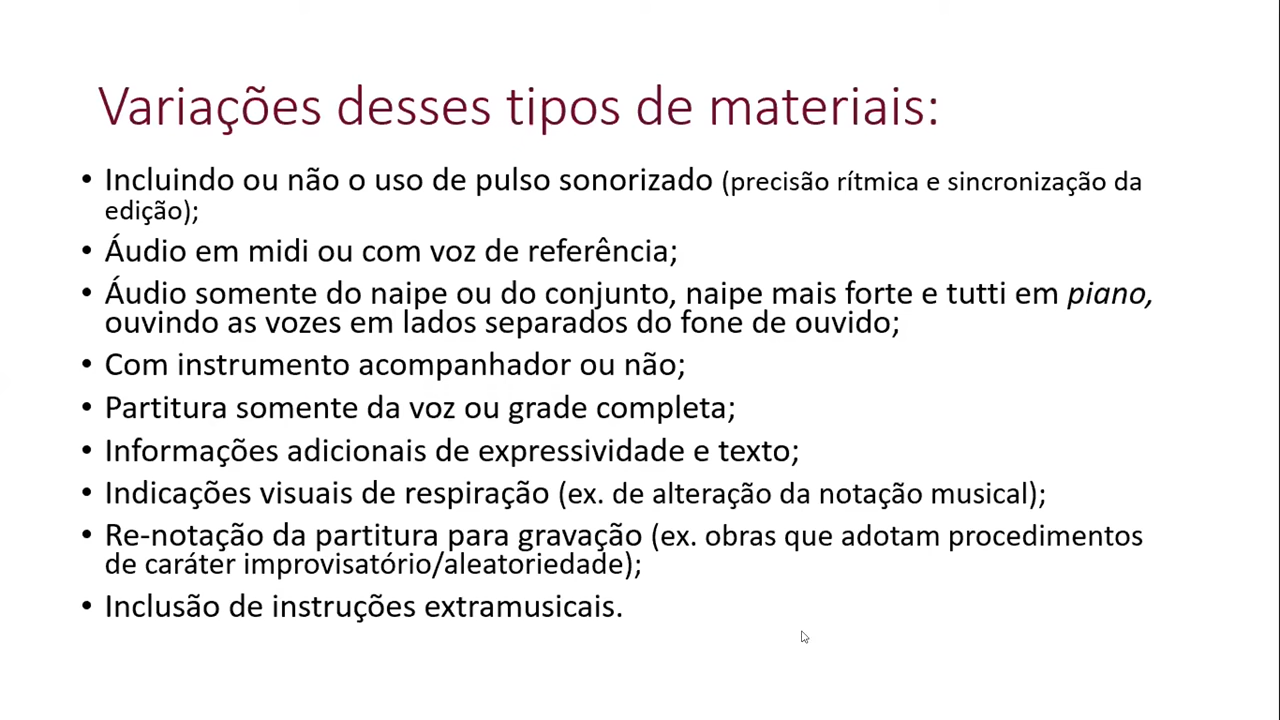 Variações desses tipos de materiais:
• Incluindo ou não o uso de pulso sonorizado (precisão rítmica e sincronização da
edição);
• Áudio em midi ou com voz de referência;
• Áudio somente do naipe ou do conjunto, naipe mais forte e tutti em piano,
ouvindo as vozes em lados separados do fone de ouvido;
• Com instrumento acompanhador ou não;
• Partitura somente da voz ou grade completa;
• Informações adicionais de expressividade e texto;
• Indicações visuais de respiração (ex. de alteração da notação musical);
• Re-notação da partitura para gravação (ex. obras que adotam procedimentos
de caráter improvisatório/aleatoriedade);
• Inclusão de instruções extramusicais.